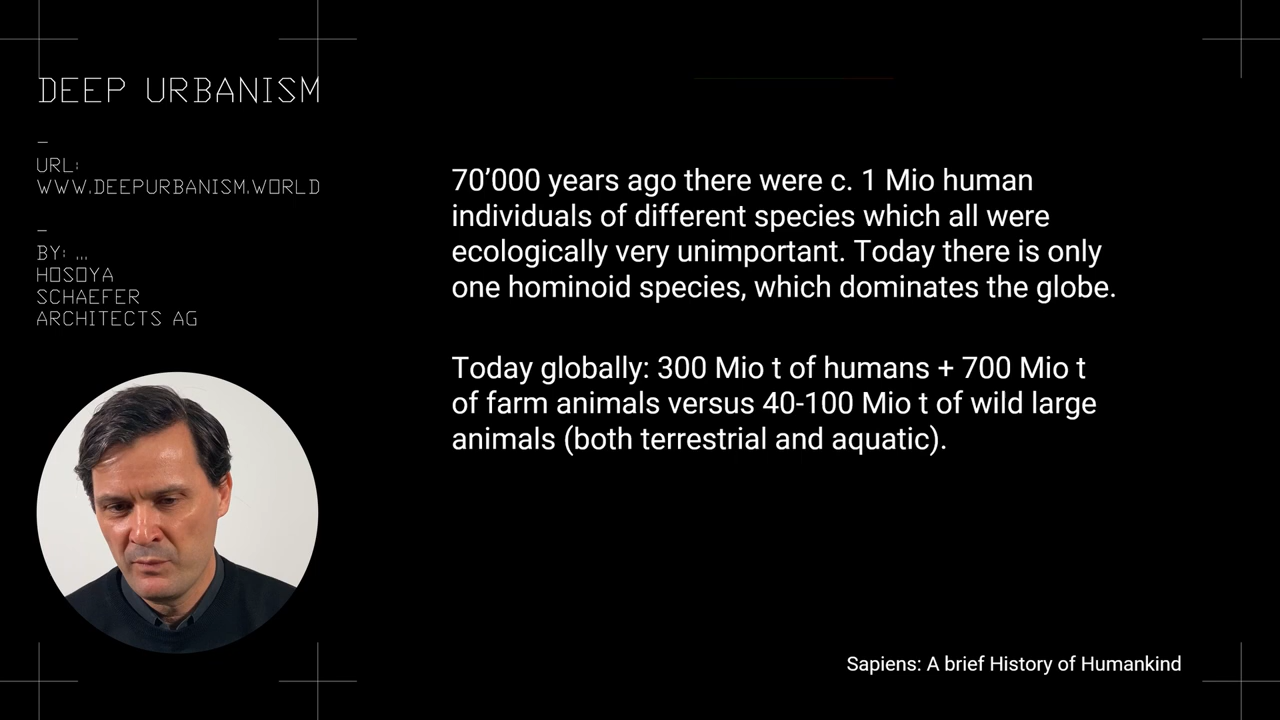 DEEP URBANISM
–
URL:
WWW.DEEPURBANISM.WORLD
–
BY: ...
HOSOYA
SCHAEFER
ARCHITECTS AG
70’000 years ago there were c. 1 Mio human
individuals of different species which all were
ecologically very unimportant. Today there is only
one hominoid species, which dominates the globe.
Today globally: 300 Mio t of humans + 700 Mio t
of farm animals versus 40-100 Mio t of wild large
animals (both terrestrial and aquatic).
Sapiens: A brief History of Humankind